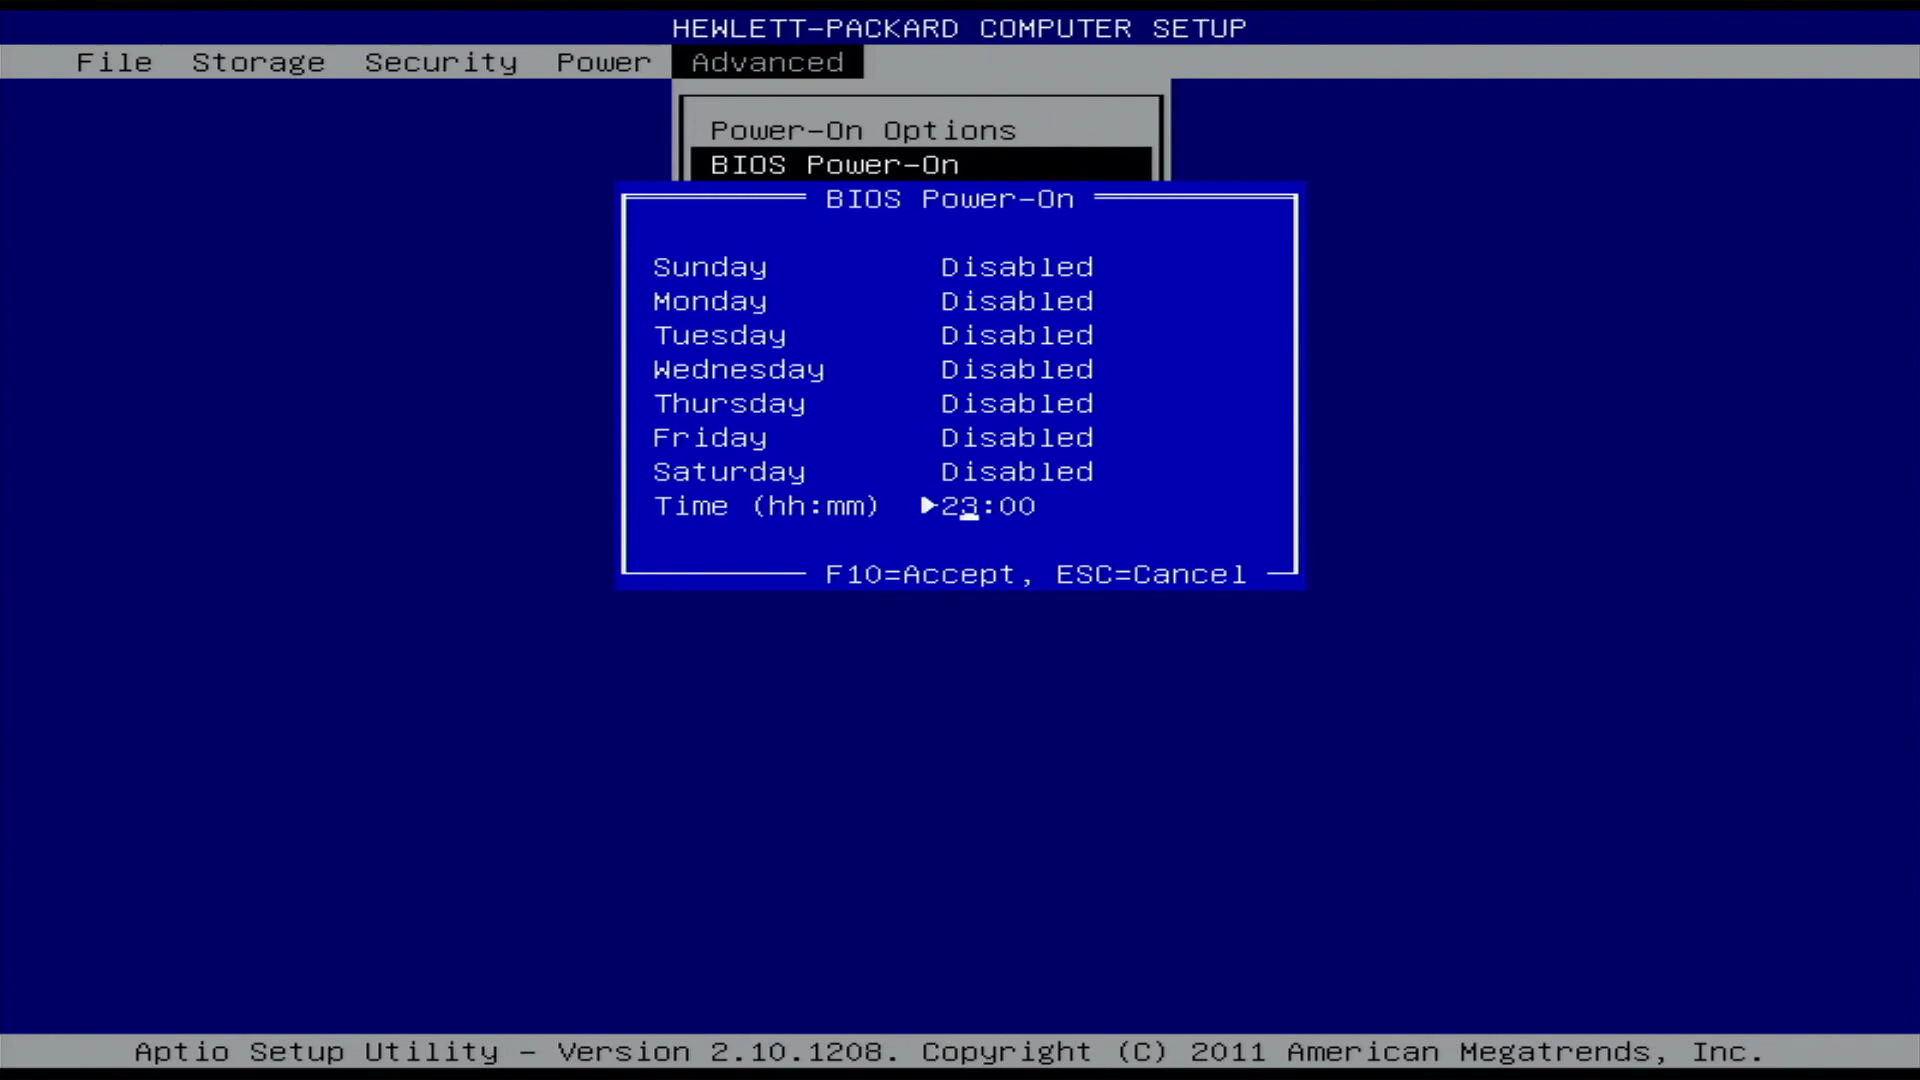 HEWLETT-PACKARD COMPUTER SETUP
File Storage Security Power Advanced
Power-On Options
BIOS Power-On
BIOS Power-On
Sunday Disabled
Monday Disabled
Tuesday Disabled
Wednesday Disabled
Thursday Disabled
Friday Disabled
Saturday Disabled
Time (hh:mm) ▶23:00
F10=Accept, ESC=Cancel
Aptio Setup Utility - Version 2.10.1208. Copyright (C) 2011 American Megatrends, Inc.